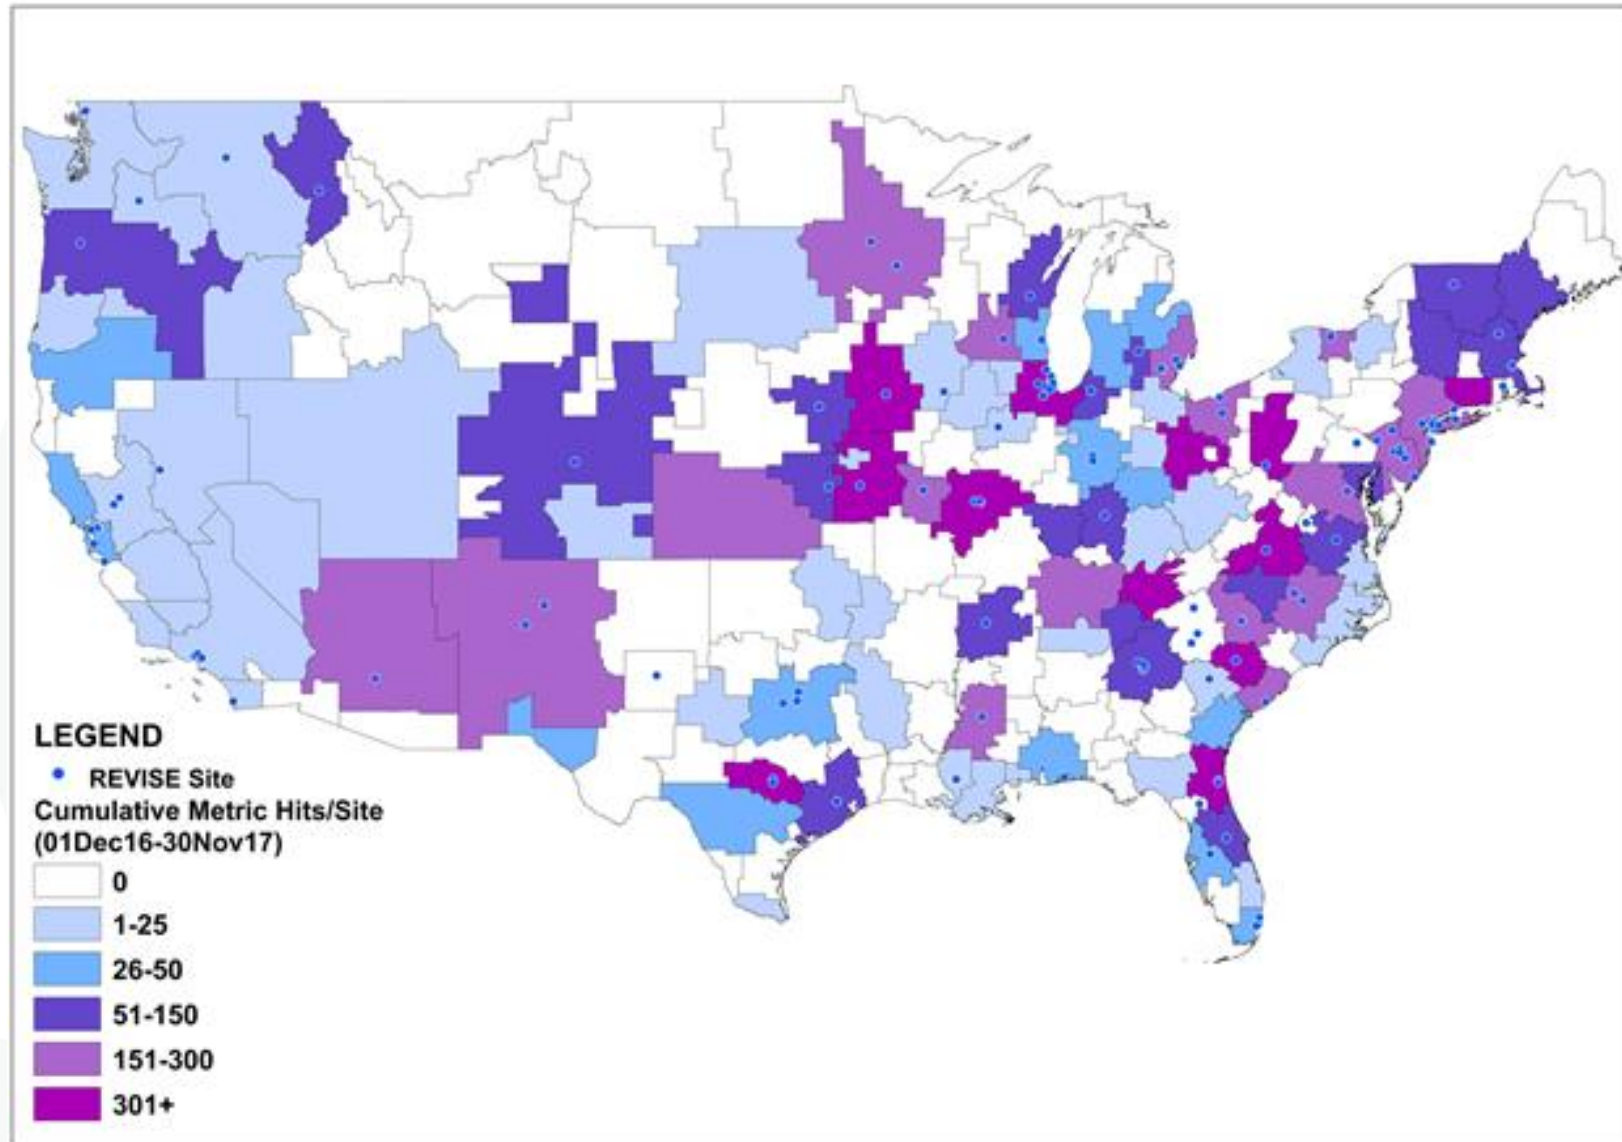 LEGEND
REVISE Site
Cumulative Metric Hits/Site
(01Dec16-30Nov17)
0
1-25
26-50
51-150
151-300
301+